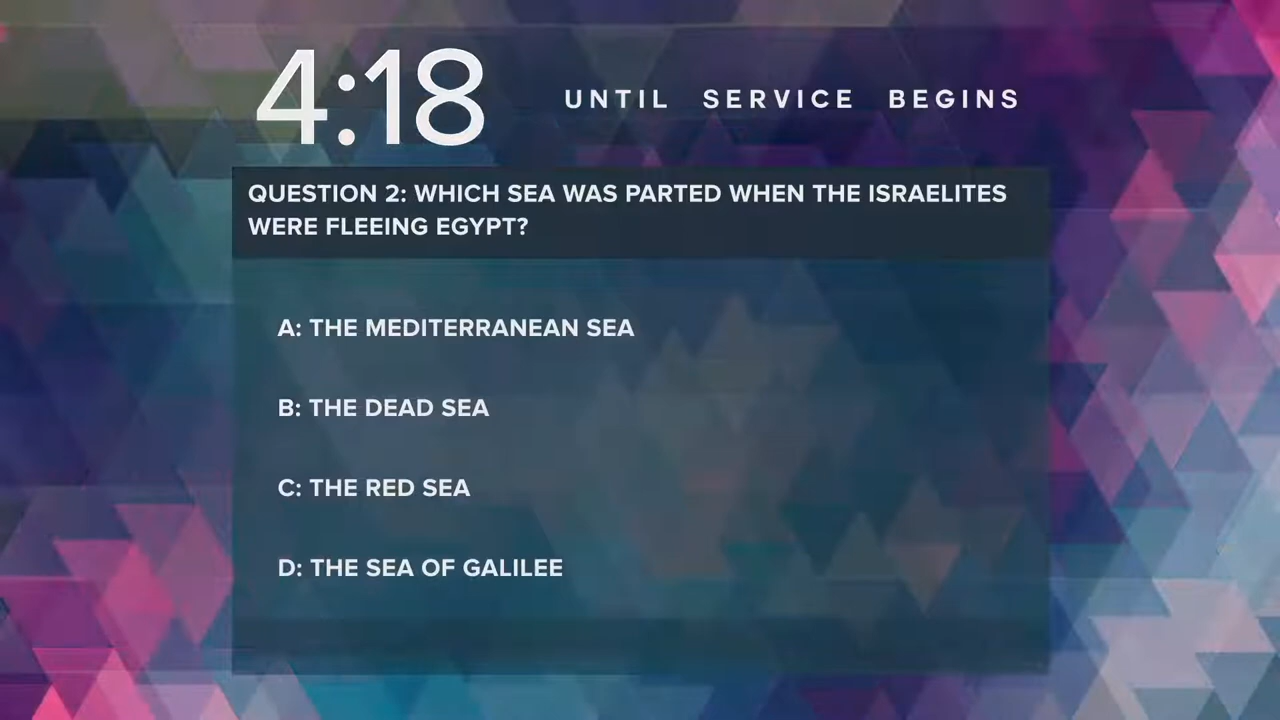 4:18 UNTIL SERVICE BEGINS
QUESTION 2: WHICH SEA WAS PARTED WHEN THE ISRAELITES
WERE FLEEING EGYPT?
A: THE MEDITERRANEAN SEA
B: THE DEAD SEA
C: THE RED SEA
D: THE SEA OF GALILEE